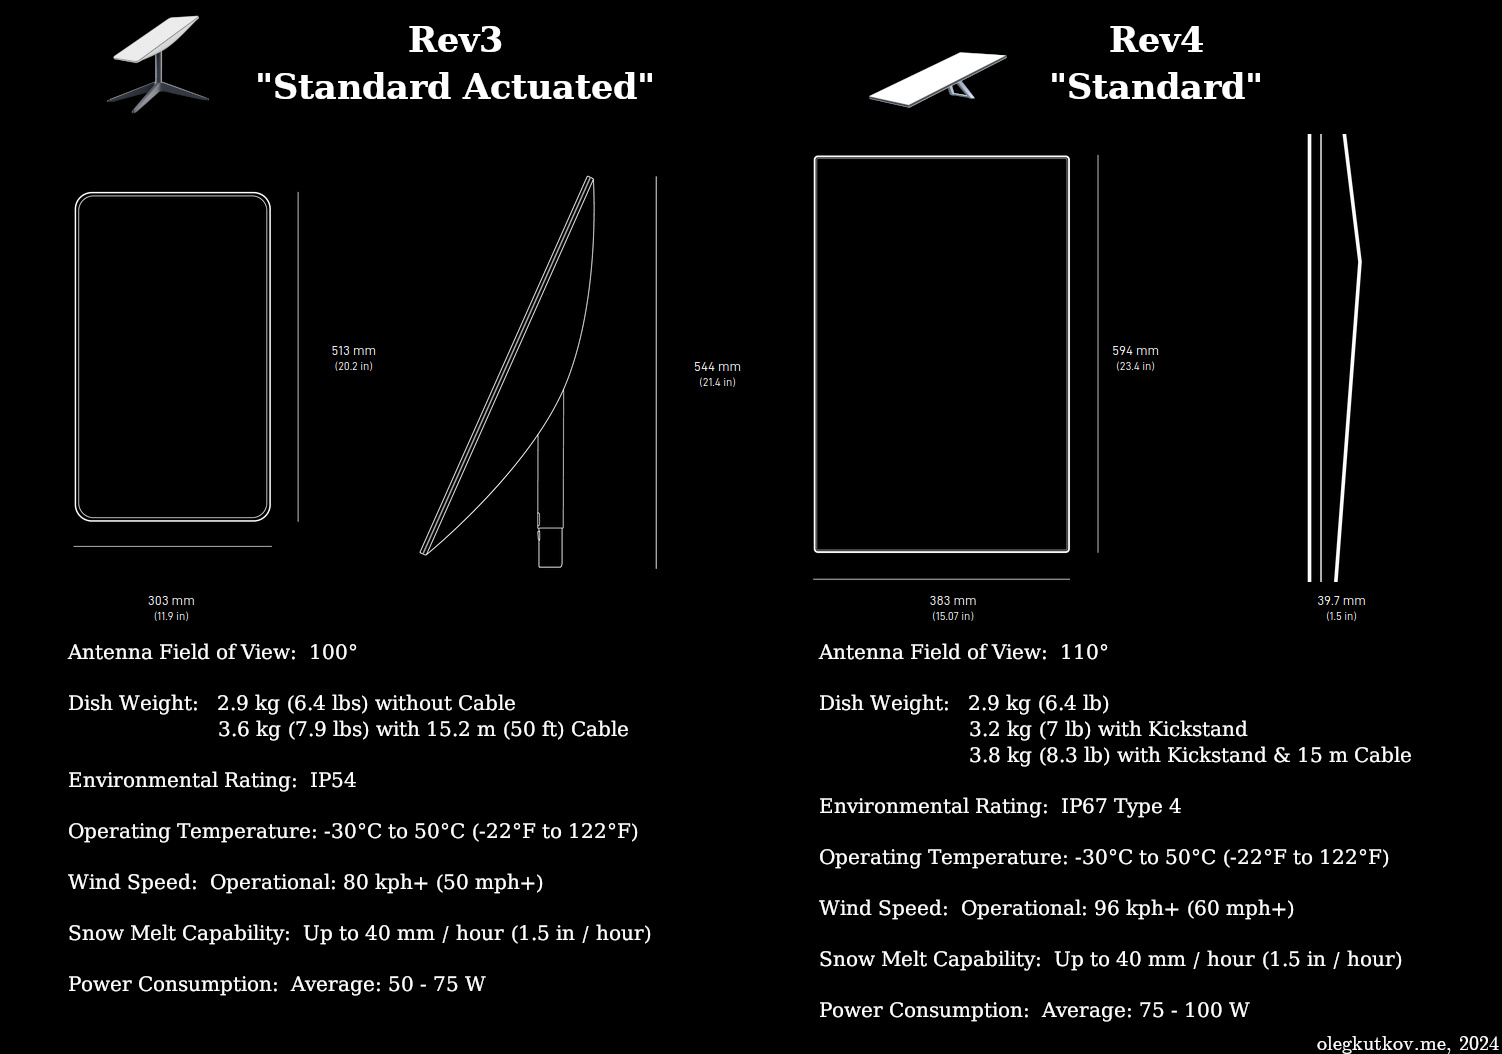 Rev3
"Standard Actuated"
513 mm
(20.2 in)
544 mm
(21.4 in)
303 mm
(11.9 in)
Antenna Field of View: 100°
Dish Weight: 2.9 kg (6.4 lbs) without Cable
3.6 kg (7.9 lbs) with 15.2 m (50 ft) Cable
Environmental Rating: IP54
Operating Temperature: -30°C to 50°C (-22°F to 122°F)
Wind Speed: Operational: 80 kph+ (50 mph+)
Snow Melt Capability: Up to 40 mm / hour (1.5 in / hour)
Power Consumption: Average: 50 - 75 W
Rev4
"Standard"
594 mm
(23.4 in)
383 mm
(15.07 in)
39.7 mm
(1.5 in)
Antenna Field of View: 110°
Dish Weight: 2.9 kg (6.4 lb)
3.2 kg (7 lb) with Kickstand
3.8 kg (8.3 lb) with Kickstand & 15 m Cable
Environmental Rating: IP67 Type 4
Operating Temperature: -30°C to 50°C (-22°F to 122°F)
Wind Speed: Operational: 96 kph+ (60 mph+)
Snow Melt Capability: Up to 40 mm / hour (1.5 in / hour)
Power Consumption: Average: 75 - 100 W
olegkutkov.me, 2024